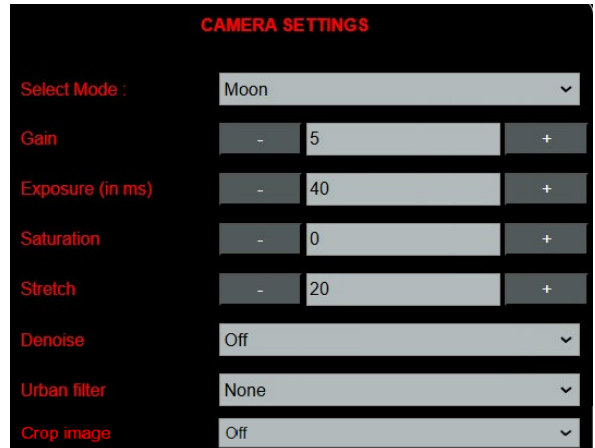 CAMERA SETTINGS
Select Mode : Moon
Gain - 5 +
Exposure (in ms) - 40 +
Saturation - 0 +
Stretch - 20 +
Denoise Off
Urban filter None
Crop image Off